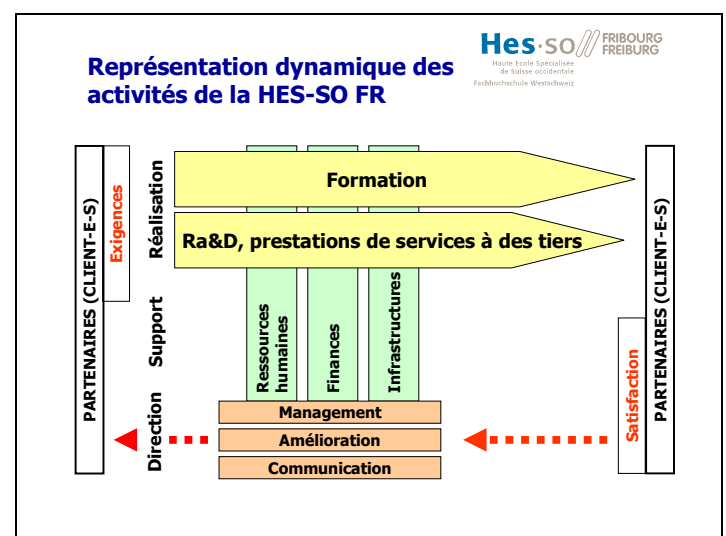 Représentation dynamique des
activités de la HES-SO FR
Hes·so
FRIBOURG
FREIBURG
Haute Ecole Spécialisée
de Suisse occidentale
Fachhochschule Westschweiz
PARTENAIRES (CLIENT-E-S)
Exigences
Réalisation
Support
Direction
Formation
Ra&D, prestations de services à des tiers
Ressources
humaines
Finances
Infrastructures
Management
Amélioration
Communication
Satisfaction
PARTENAIRES (CLIENT-E-S)